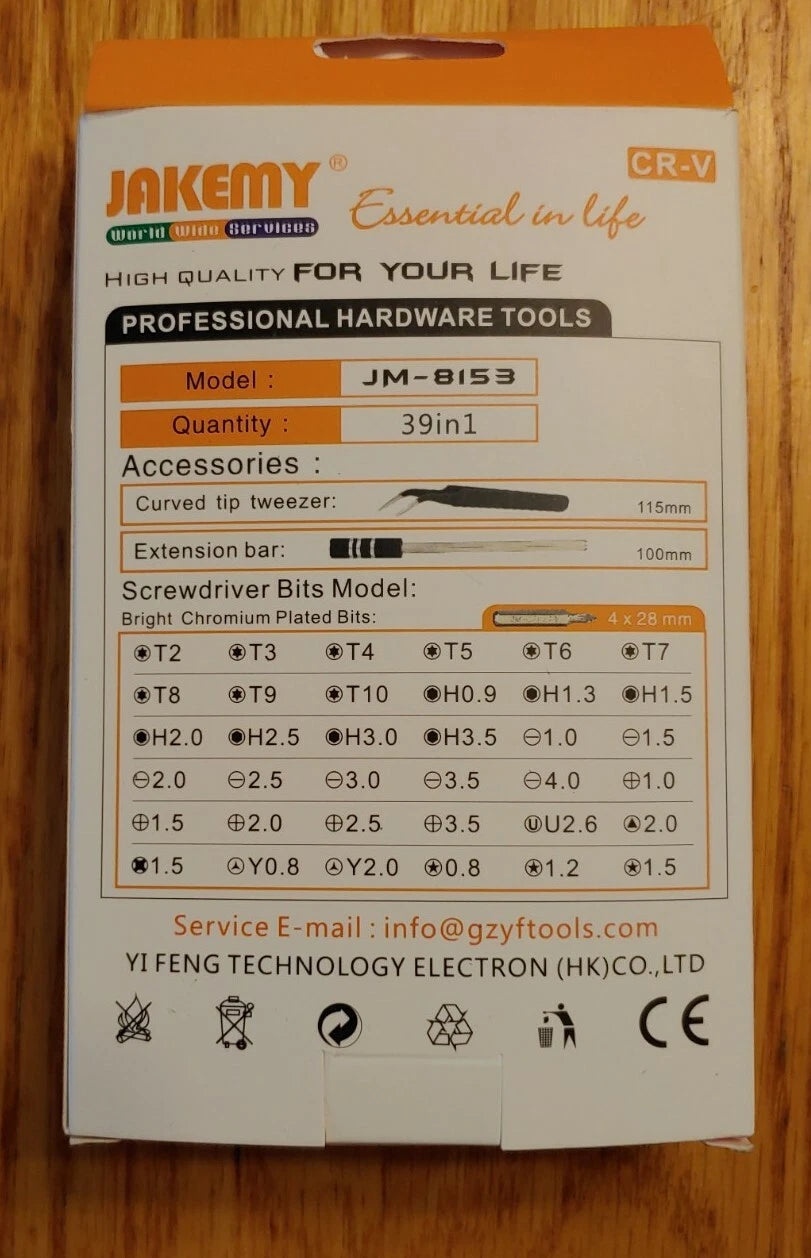 JAKEMY®
CR-V
World Wide Services
Essential in life
HIGH QUALITY FOR YOUR LIFE
PROFESSIONAL HARDWARE TOOLS
Model : JM-8153
Quantity : 39in1
Accessories :
Curved tip tweezer: 115mm
Extension bar: 100mm
Screwdriver Bits Model:
Bright Chromium Plated Bits: 4 x 28 mm
T2 T3 T4 T5 T6 T7
T8 T9 T10 H0.9 H1.3 H1.5
H2.0 H2.5 H3.0 H3.5 1.0 1.5
2.0 2.5 3.0 3.5 4.0 1.0
1.5 2.0 2.5 3.5 U2.6 2.0
1.5 Y0.8 Y2.0 0.8 1.2 1.5
Service E-mail : info@gzyftools.com
YI FENG TECHNOLOGY ELECTRON (HK)CO.,LTD
CE